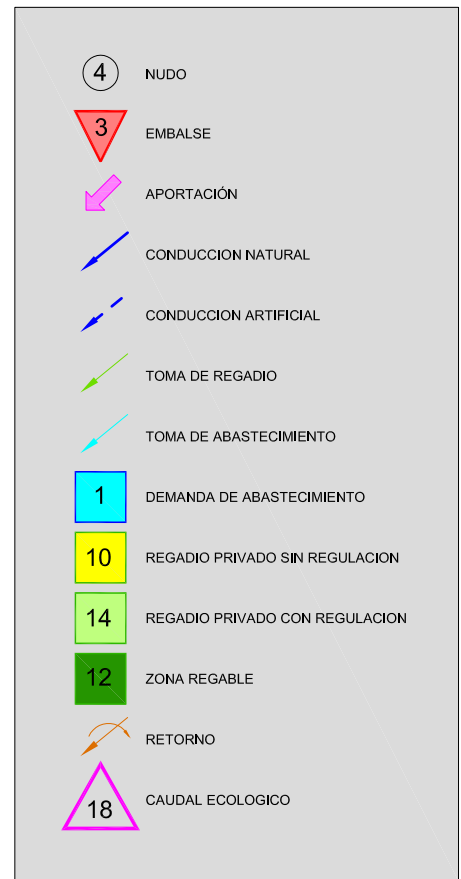 4 NUDO
3 EMBALSE
APORTACIÓN
CONDUCCION NATURAL
CONDUCCION ARTIFICIAL
TOMA DE REGADIO
TOMA DE ABASTECIMIENTO
1 DEMANDA DE ABASTECIMIENTO
10 REGADIO PRIVADO SIN REGULACION
14 REGADIO PRIVADO CON REGULACION
12 ZONA REGABLE
RETORNO
18 CAUDAL ECOLOGICO